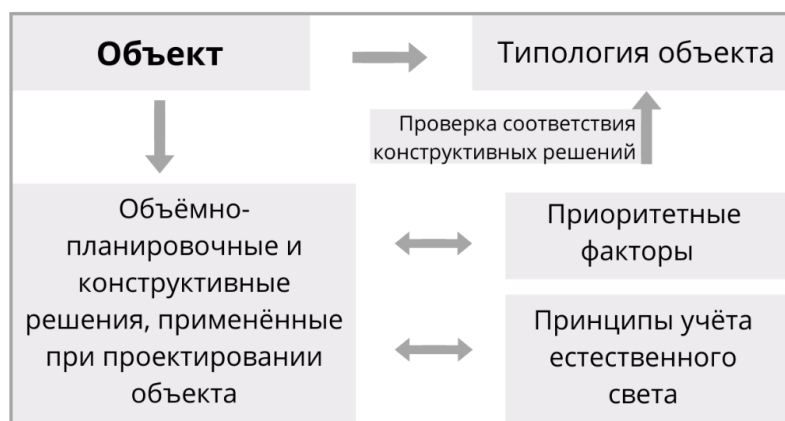 Объект
Типология объекта
Проверка соответствия
конструктивных решений
Объёмно-
планировочные и
конструктивные
решения, применённые
при проектировании
объекта
Приоритетные
факторы
Принципы учёта
естественного
света